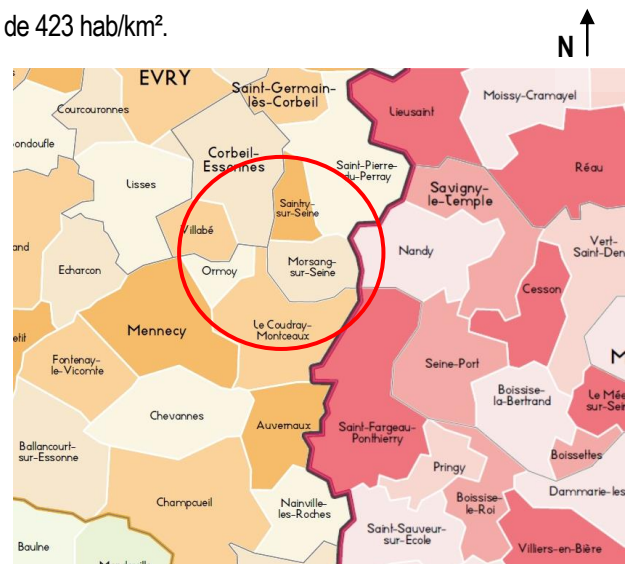 de 423 hab/km².
N
EVRY
Saint-Germain-
lès-Corbeil
Courcouronnes
Lieusaint
Moissy-Cramayel
ondoufle
Corbeil-
Essonnes
Saint-Pierre-
du-Perray
Réau
Lisses
Savigny-
le-Temple
Saintry-
sur-Seine
Villabé
Nandy
Vert-
Saint-Den
and
Echarcon
Ormoy
Morsang-
sur-Seine
Cesson
Mennecy
Le Coudray-
Montceaux
etit
Fontenay-
le-Vicomte
Seine-Port
M
Boissise-
la-Bertrand
Le Mée
sur-Sein
Chevannes
Auvernaux
Saint-Fargeau-
Ponthierry
Ballancourt-
sur-Essonne
Boissettes
Pringy
Dammarie-les
Champcueil
Nainville-
les-Roches
Boissise-
le-Roi
Saint-Sauveur-
sur-Ecole
Baulne
Villiers-en-Bière